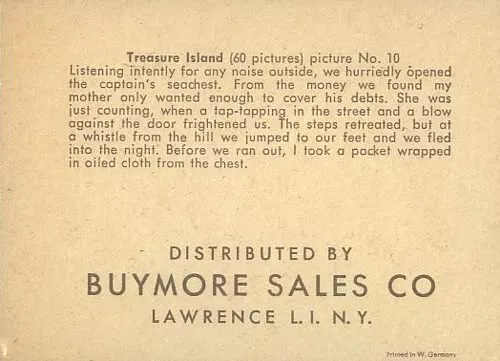 Treasure Island (60 pictures) picture No. 10
Listening intently for any noise outside, we hurriedly opened
the captain's seachest. From the money we found my
mother only wanted enough to cover his debts. She was
just counting, when a tap-tapping in the street and a blow
against the door frightened us. The steps retreated, but at
a whistle from the hill we jumped to our feet and we fled
into the night. Before we ran out, I took a packet wrapped
in oiled cloth from the chest.
DISTRIBUTED BY
BUYMORE SALES CO
LAWRENCE L. I. N. Y.
Printed in W. Germany